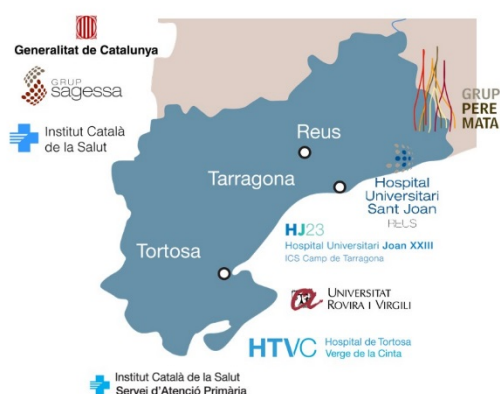 Generalitat de Catalunya
GRUP
sagessa
Institut Català
de la Salut
GRUP
PERE
MATA
Reus
Tarragona
Hospital
Universitari
Sant Joan
REUS
HJ23
Hospital Universitari Joan XXIII
ICS Camp de Tarragona
Tortosa
UNIVERSITAT
ROVIRA I VIRGILI
HTVC
Hospital de Tortosa
Verge de la Cinta
Institut Català de la Salut
Servei d'Atenció Primària